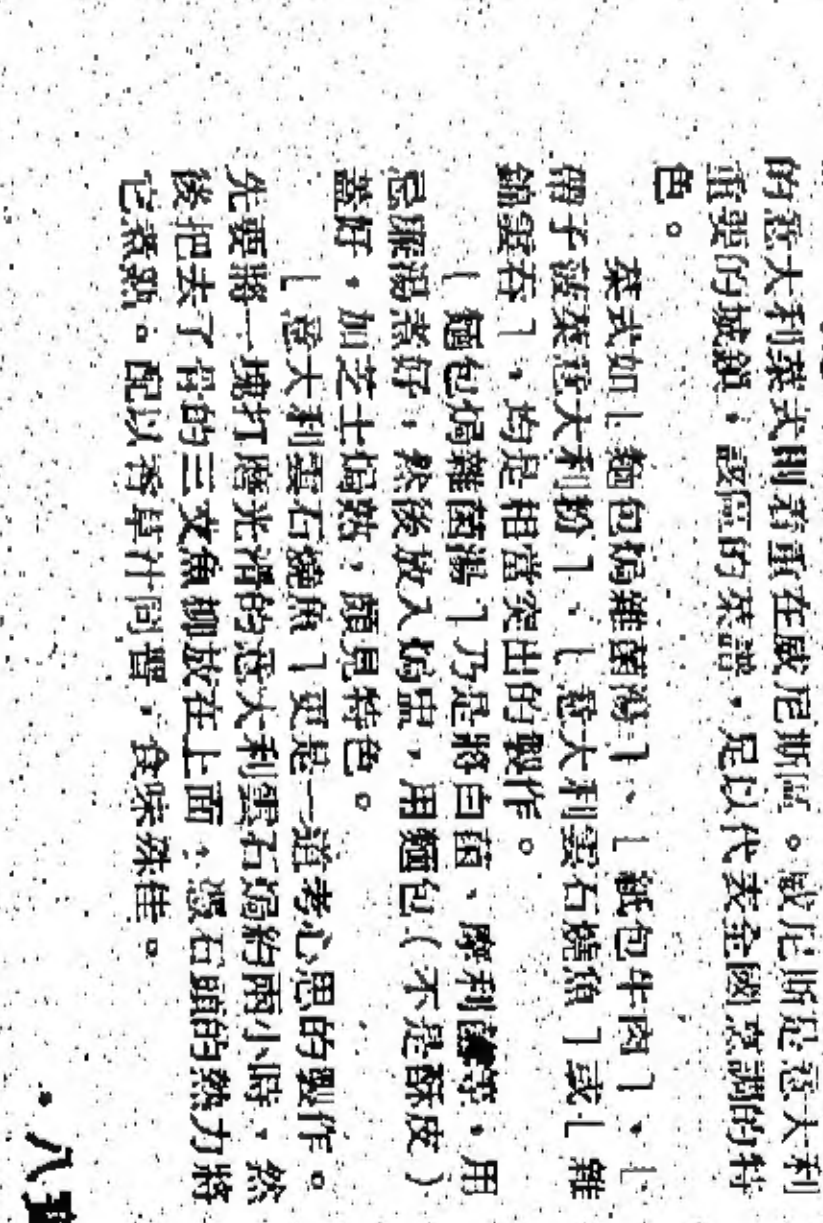 的意大利菜式則着重在威尼斯區。威尼斯是意大利
重要的城鎮，該區的菜譜，足以代表全國烹調的特
色。
菜式如「麵包焗雜菌湯」、「紙包牛肉」、「
帶子菠菜意大利粉」、「意大利雲石燒魚」或「雜
錦雲石」，均是相當突出的製作。
「麵包焗雜菌湯」乃是將白菌、摩利菌等，用
忌廉湯煮好，然後放入焗盅，用麵包（不是酥皮）
蓋好，加芝士焗熟，頗見特色。
「意大利雲石燒魚」更是一道考心思的製作。
先要將一塊打磨光滑的意大利雲石焗約兩小時，然
後把去了骨的三文魚柳放在上面，憑石頭的熱力將
它煮熟。配以香草汁同嘗，食味殊佳。
・八